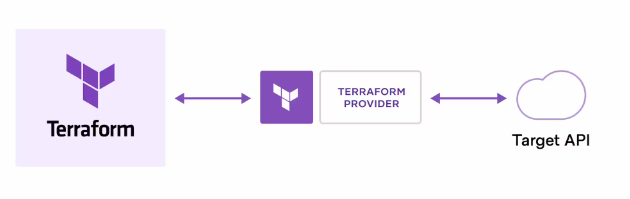 Terraform
TERRAFORM
PROVIDER
Target API